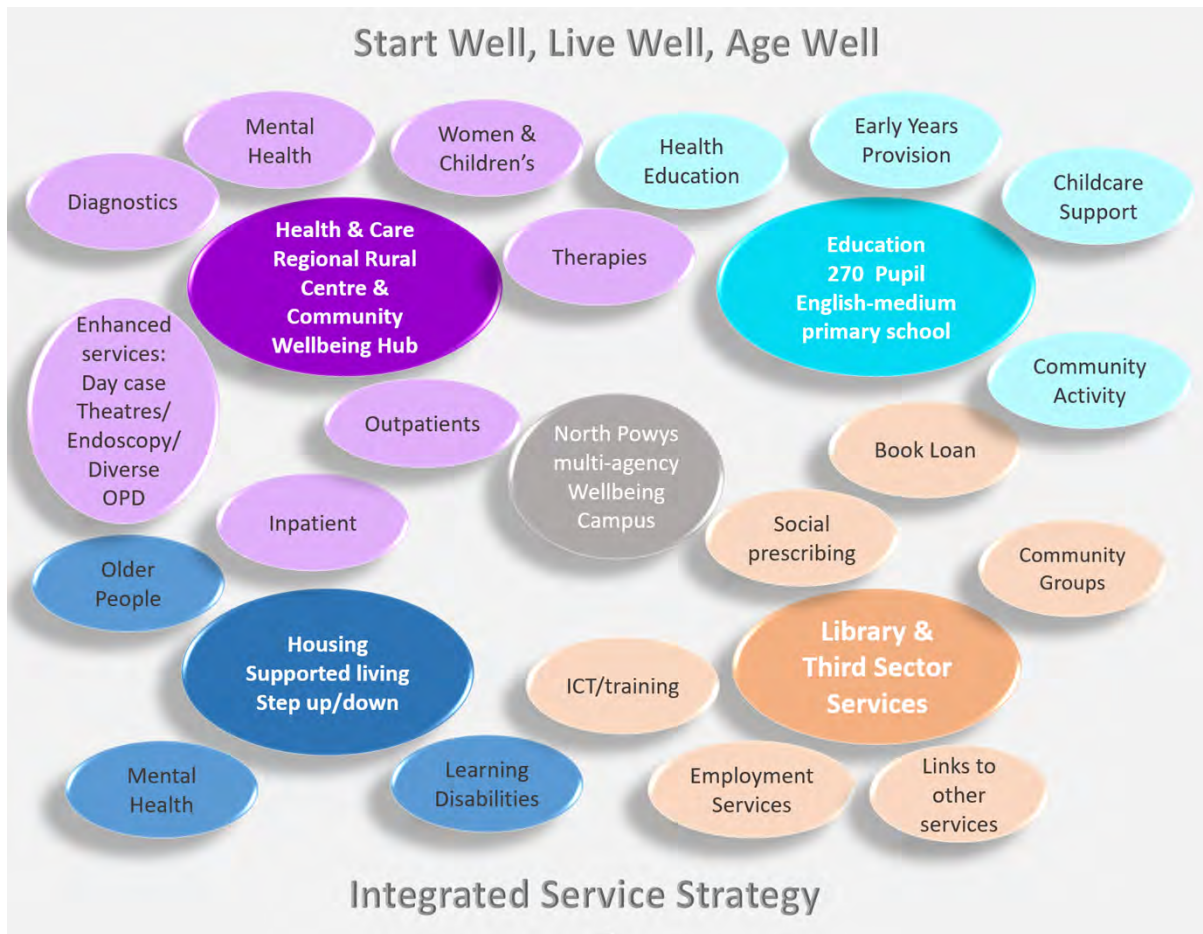 Start Well, Live Well, Age Well
Mental
Health
Women &
Children's
Health
Education
Early Years
Provision
Childcare
Support
Diagnostics
Health & Care
Regional Rural
Centre &
Community
Wellbeing Hub
Therapies
Education
270 Pupil
English-medium
primary school
Enhanced
services:
Day case
Theatres/
Endoscopy/
Diverse
OPD
Community
Activity
Outpatients
North Powys
multi-agency
Wellbeing
Campus
Book Loan
Inpatient
Social
prescribing
Community
Groups
Older
People
Housing
Supported living
Step up/down
ICT/training
Library &
Third Sector
Services
Mental
Health
Learning
Disabilities
Employment
Services
Links to
other
services
Integrated Service Strategy